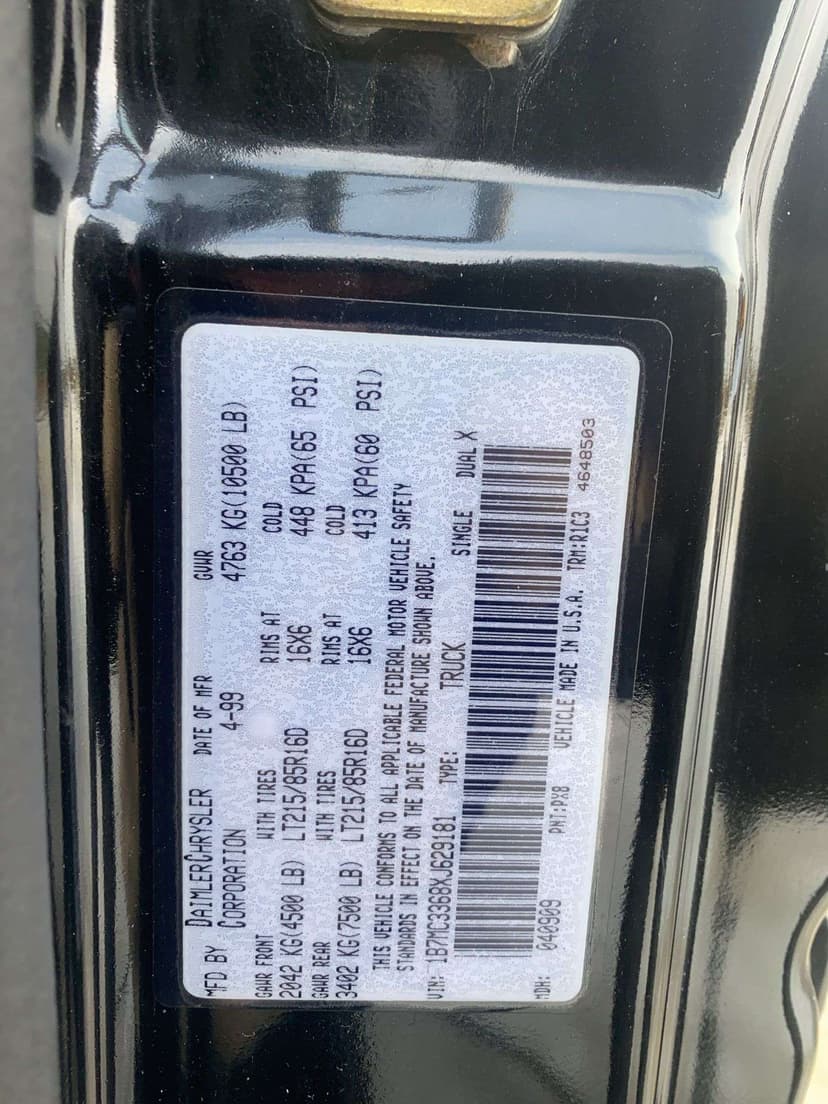 MFD BY DAIMLERCHRYSLER CORPORATION
DATE OF MFR 4-99
GVWR 4763 KG(10500 LB)
GAWR FRONT WITH TIRES RIMS AT COLD
2042 KG(4500 LB) LT215/85R16D 16X6 448 KPA(65 PSI)
GAWR REAR WITH TIRES RIMS AT COLD
3402 KG(7500 LB) LT215/85R16D 16X6 413 KPA(60 PSI)
THIS VEHICLE CONFORMS TO ALL APPLICABLE FEDERAL MOTOR VEHICLE SAFETY
STANDARDS IN EFFECT ON THE DATE OF MANUFACTURE SHOWN ABOVE.
VIN: 1B7MC3368XJ629181 TYPE: TRUCK SINGLE DUAL X
MDH: 040909 PNT:PX8 VEHICLE MADE IN U.S.A. TRM:R1C3 4648503